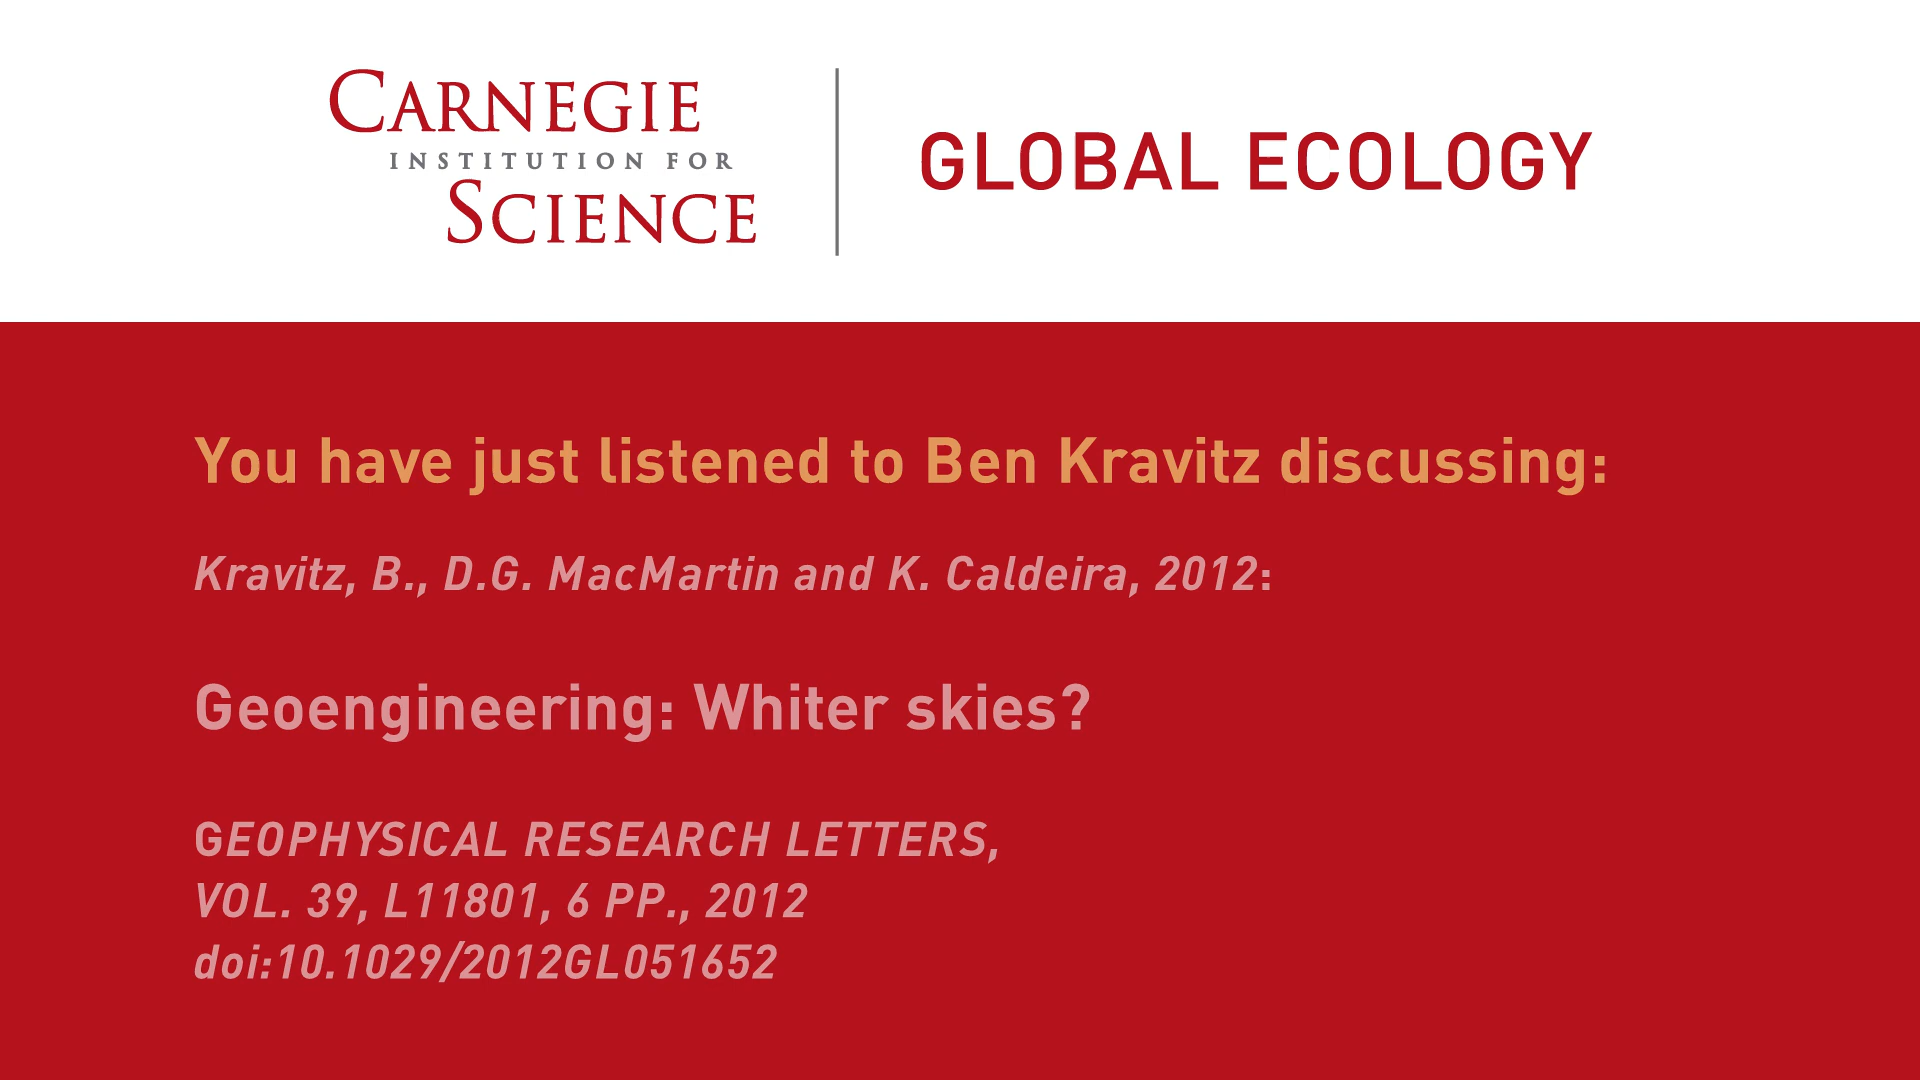 CARNEGIE
INSTITUTION FOR
SCIENCE
GLOBAL ECOLOGY
You have just listened to Ben Kravitz discussing:
Kravitz, B., D.G. MacMartin and K. Caldeira, 2012:
Geoengineering: Whiter skies?
GEOPHYSICAL RESEARCH LETTERS,
VOL. 39, L11801, 6 PP., 2012
doi:10.1029/2012GL051652